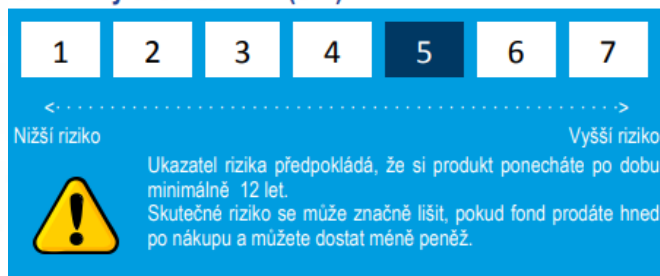 1 2 3 4 5 6 7
Nižší riziko Vyšší riziko
Ukazatel rizika předpokládá, že si produkt ponecháte po dobu
minimálně 12 let.
Skutečné riziko se může značně lišit, pokud fond prodáte hned
po nákupu a můžete dostat méně peněž.